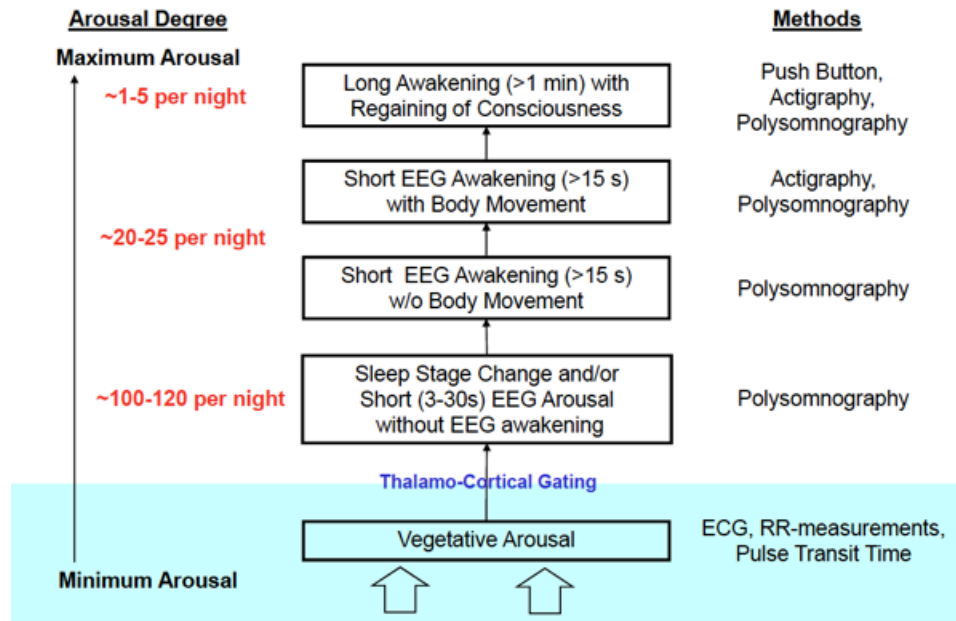 Arousal Degree
Methods
Maximum Arousal
~1-5 per night
Long Awakening (>1 min) with
Regaining of Consciousness
Push Button,
Actigraphy,
Polysomnography
Short EEG Awakening (>15 s)
with Body Movement
Actigraphy,
Polysomnography
~20-25 per night
Short EEG Awakening (>15 s)
w/o Body Movement
Polysomnography
~100-120 per night
Sleep Stage Change and/or
Short (3-30s) EEG Arousal
without EEG awakening
Polysomnography
Thalamo-Cortical Gating
Vegetative Arousal
ECG, RR-measurements,
Pulse Transit Time
Minimum Arousal